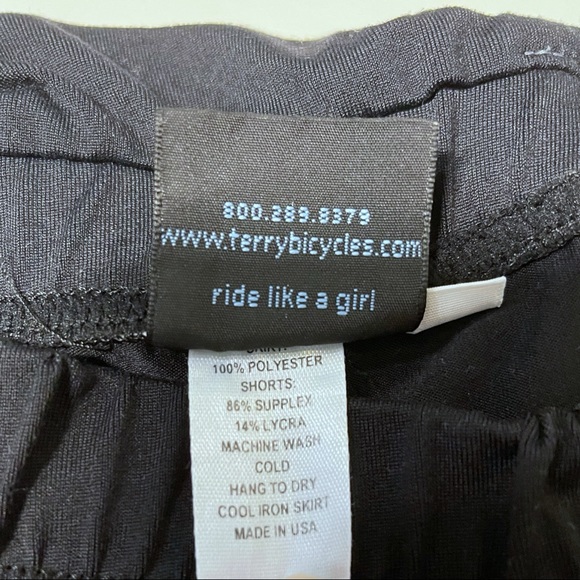 800.289.8379
www.terrybicycles.com
ride like a girl
SKIRT:
100% POLYESTER
SHORTS:
86% SUPPLEX
14% LYCRA
MACHINE WASH
COLD
HANG TO DRY
COOL IRON SKIRT
MADE IN USA